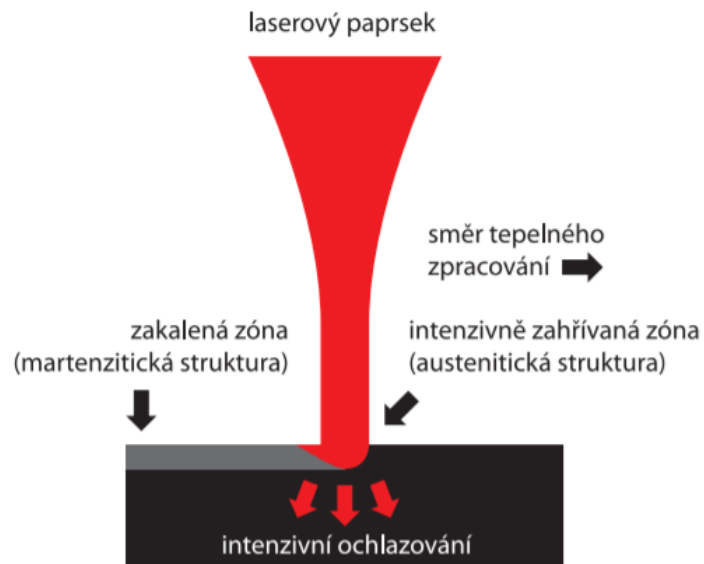 laserový paprsek
směr tepelného
zpracování
zakalená zóna
(martenzitická struktura)
intenzivně zahřívaná zóna
(austenitická struktura)
intenzivní ochlazování